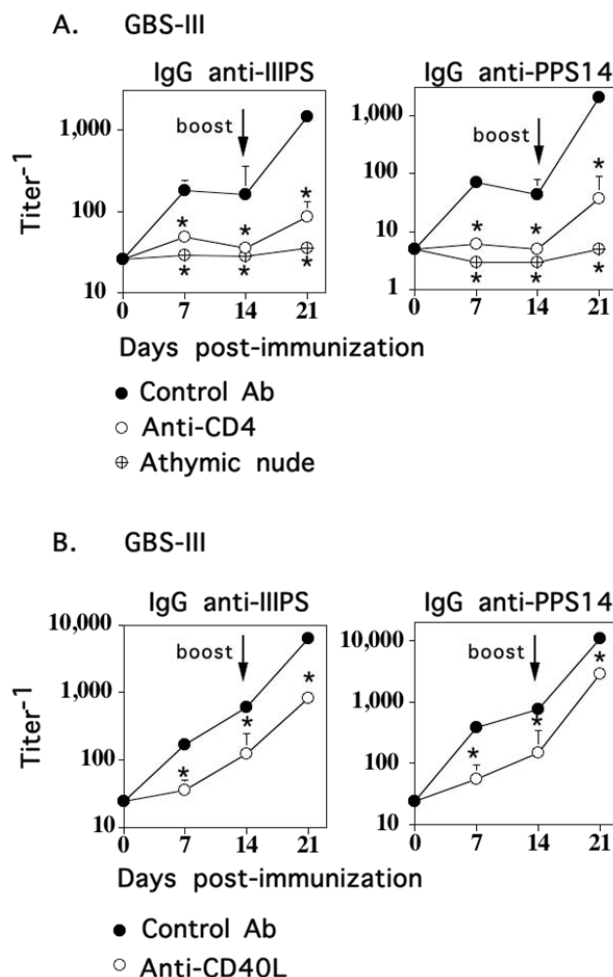 A. GBS-III
IgG anti-IIIPS IgG anti-PPS14
1,000
100
10
Titer-1
boost
* * *
* * *
0 7 14 21
1,000
100
10
1
boost
* * *
* * *
0 7 14 21
Days post-immunization
Control Ab
Anti-CD4
Athymic nude
B. GBS-III
IgG anti-IIIPS IgG anti-PPS14
10,000
1,000
100
10
Titer-1
boost
* * *
0 7 14 21
10,000
1,000
100
10
boost
* * *
0 7 14 21
Days post-immunization
Control Ab
Anti-CD40L